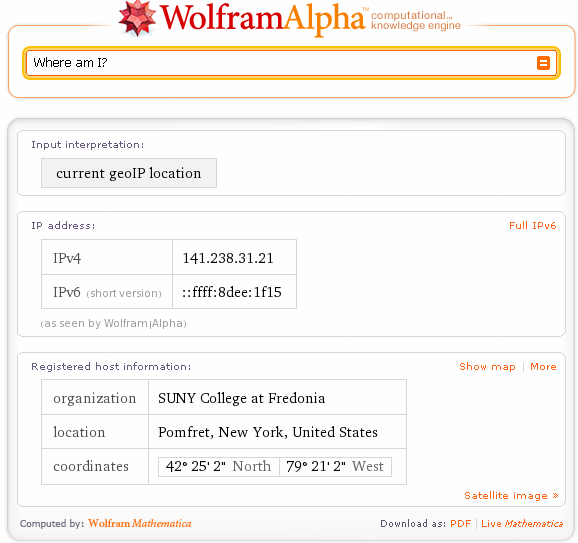 WolframAlpha™ computational... knowledge engine
Where am I?
Input interpretation:
current geoIP location
IP address: Full IPv6
IPv4 141.238.31.21
IPv6 (short version) ::ffff:8dee:1f15
(as seen by Wolfram|Alpha)
Registered host information: Show map | More
organization SUNY College at Fredonia
location Pomfret, New York, United States
coordinates 42° 25' 2" North 79° 21' 2" West
Satellite image »
Computed by: Wolfram Mathematica Download as: PDF | Live Mathematica